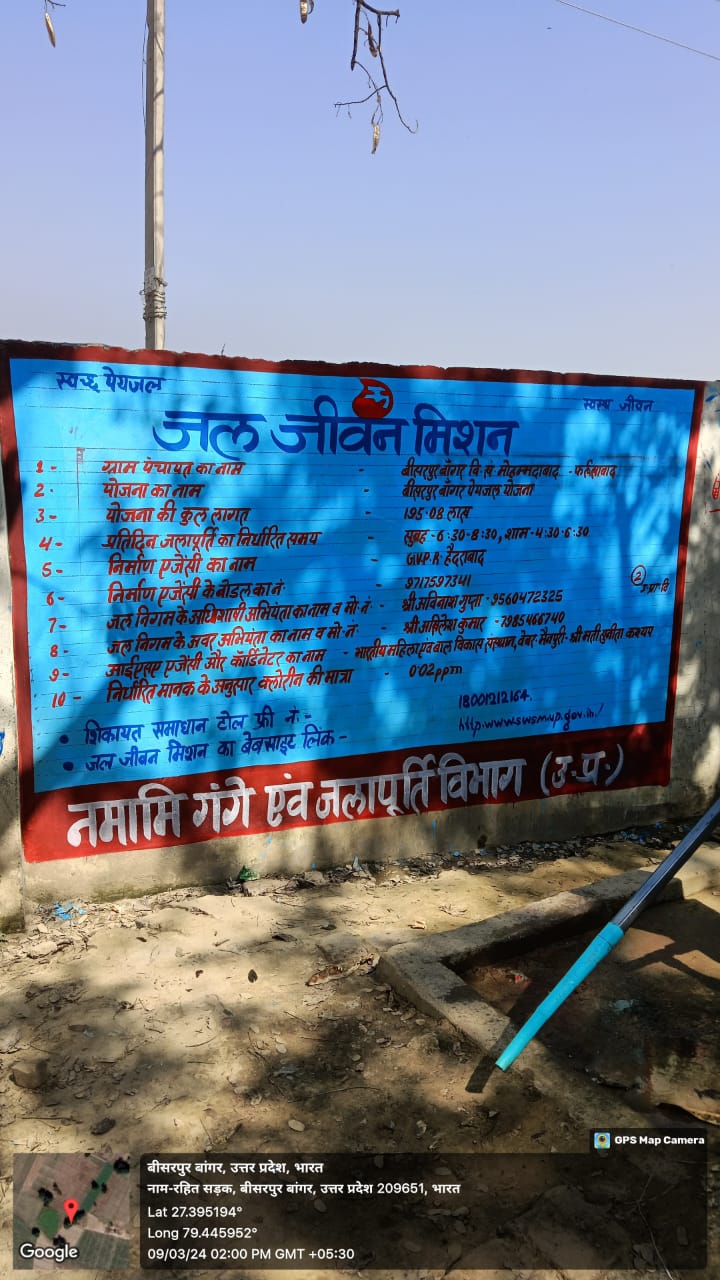 स्वच्छ पेयजल
स्वस्थ जीवन
जल जीवन मिशन
1- ग्राम पंचायत का नाम - बीसरपुर बाँगर वि.ख. मोहम्मदाबाद - फर्रुखाबाद
2- योजना का नाम - बीसरपुर बाँगर पेयजल योजना
3- योजना की कुल लागत - 195.08 लाख
4- प्रतिदिन जलापूर्ति का निर्धारित समय - सुबह - 6:30-8:30, शाम - 4:30-6:30
5- निर्माण एजेंसी का नाम - G.V.P.R हैदराबाद
6- निर्माण एजेंसी के नोडल का नं. - 9717597341
7- जल निगम के अधिशाषी अभियंता का नाम व मो. नं. - श्री अविनाश गुप्ता - 9560472325
8- जल निगम के अवर अभियंता का नाम व मो. नं. - श्री अखिलेश कुमार - 7985466740
9- आईएसए एजेंसी और कॉर्डिनेटर का नाम - भारतीय महिला एवं बाल विकास संस्थान, बेवर-मैनपुरी - श्री मती सुनीता कश्यप
10- निर्धारित मानक के अनुसार क्लोरीन की मात्रा - 0.02 ppm
2
• शिकायत समाधान टोल फ्री नं.- 18001212164.
• जल जीवन मिशन का वेबसाइट लिंक - http.www.swsmup.gov.in./
नमामि गंगे एंव जलापूर्ति विभाग (उ.प्र.)
GPS Map Camera
बीसरपुर बांगर, उत्तर प्रदेश, भारत
नाम-रहित सड़क, बीसरपुर बांगर, उत्तर प्रदेश 209651, भारत
Lat 27.395194°
Long 79.445952°
09/03/24 02:00 PM GMT +05:30
Google